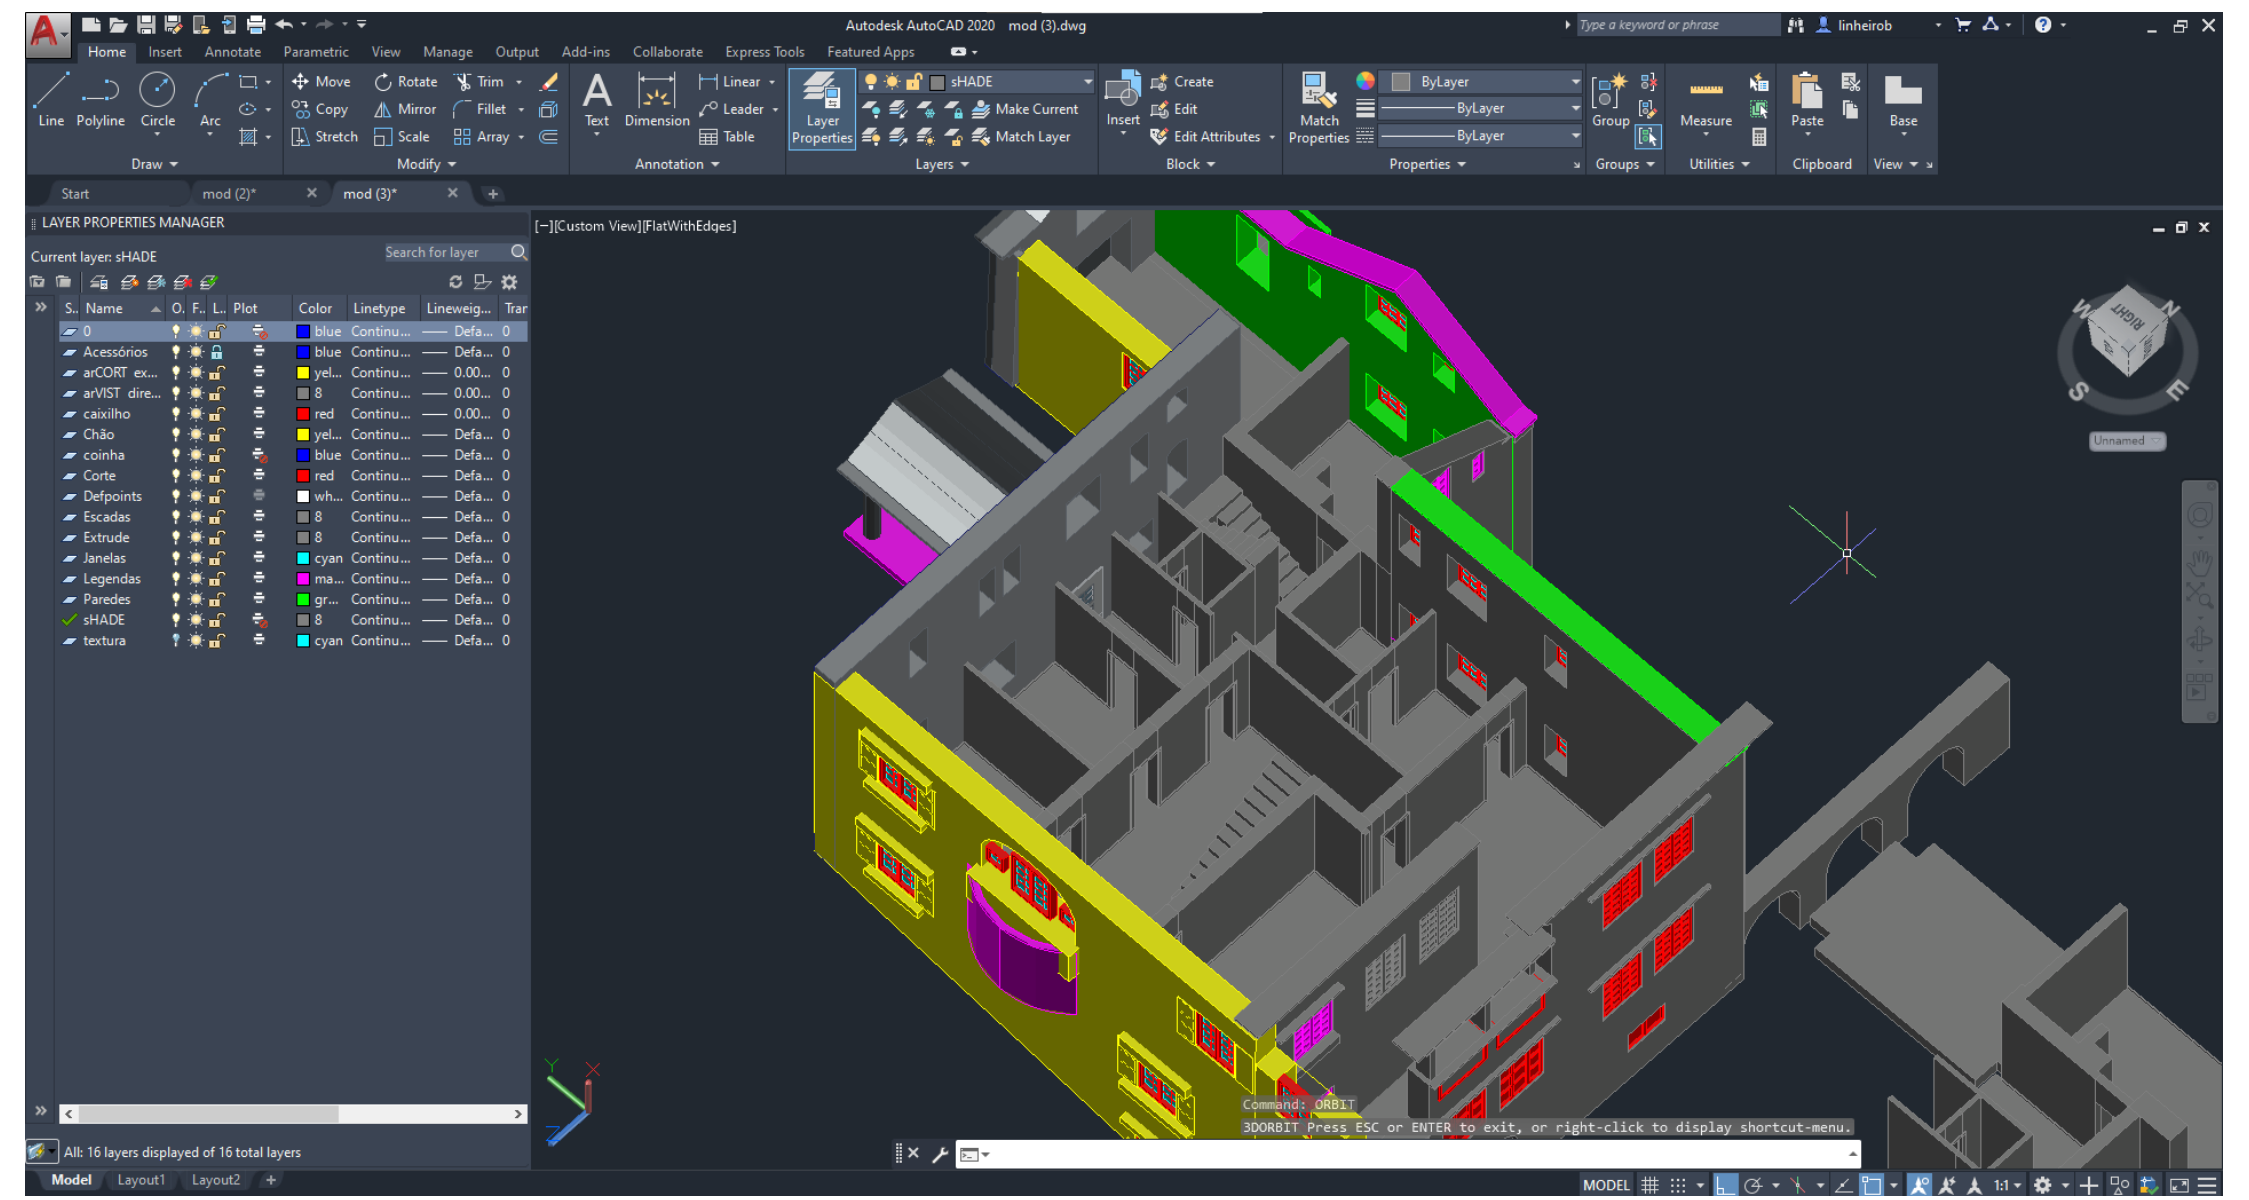 Autodesk AutoCAD 2020 mod (3).dwg
Type a keyword or phrase
linheirob
Home Insert Annotate Parametric View Manage Output Add-ins Collaborate Express Tools Featured Apps
Line Polyline Circle Arc
Move Rotate Trim
Copy Mirror Fillet
Stretch Scale Array
Text Dimension
Linear
Leader
Table
Layer Properties
sHADE
Make Current
Match Layer
Insert
Create
Edit
Edit Attributes
Match Properties
ByLayer
ByLayer
ByLayer
Group
Measure
Paste
Base
Draw Modify Annotation Layers Block Properties Groups Utilities Clipboard View
Start mod (2)* mod (3)*
LAYER PROPERTIES MANAGER
Current layer: sHADE
Search for layer
S.. Name O. F.. L.. Plot Color Linetype Lineweig... Tran
0 blue Continu... Defa... 0
Acessórios blue Continu... Defa... 0
arCORT ex... yel... Continu... 0.00... 0
arVIST dire... 8 Continu... 0.00... 0
caixilho red Continu... 0.00... 0
Chão yel... Continu... Defa... 0
coinha blue Continu... Defa... 0
Corte red Continu... Defa... 0
Defpoints wh... Continu... Defa... 0
Escadas 8 Continu... Defa... 0
Extrude 8 Continu... Defa... 0
Janelas cyan Continu... Defa... 0
Legendas ma... Continu... Defa... 0
Paredes gr... Continu... Defa... 0
sHADE 8 Continu... Defa... 0
textura cyan Continu... Defa... 0
All: 16 layers displayed of 16 total layers
[−][Custom View][FlatWithEdges]
W N S E
RIGHT
Unnamed
Y X
Z
Command: ORBIT
3DORBIT Press ESC or ENTER to exit, or right-click to display shortcut-menu.
Model Layout1 Layout2 +
MODEL 1:1